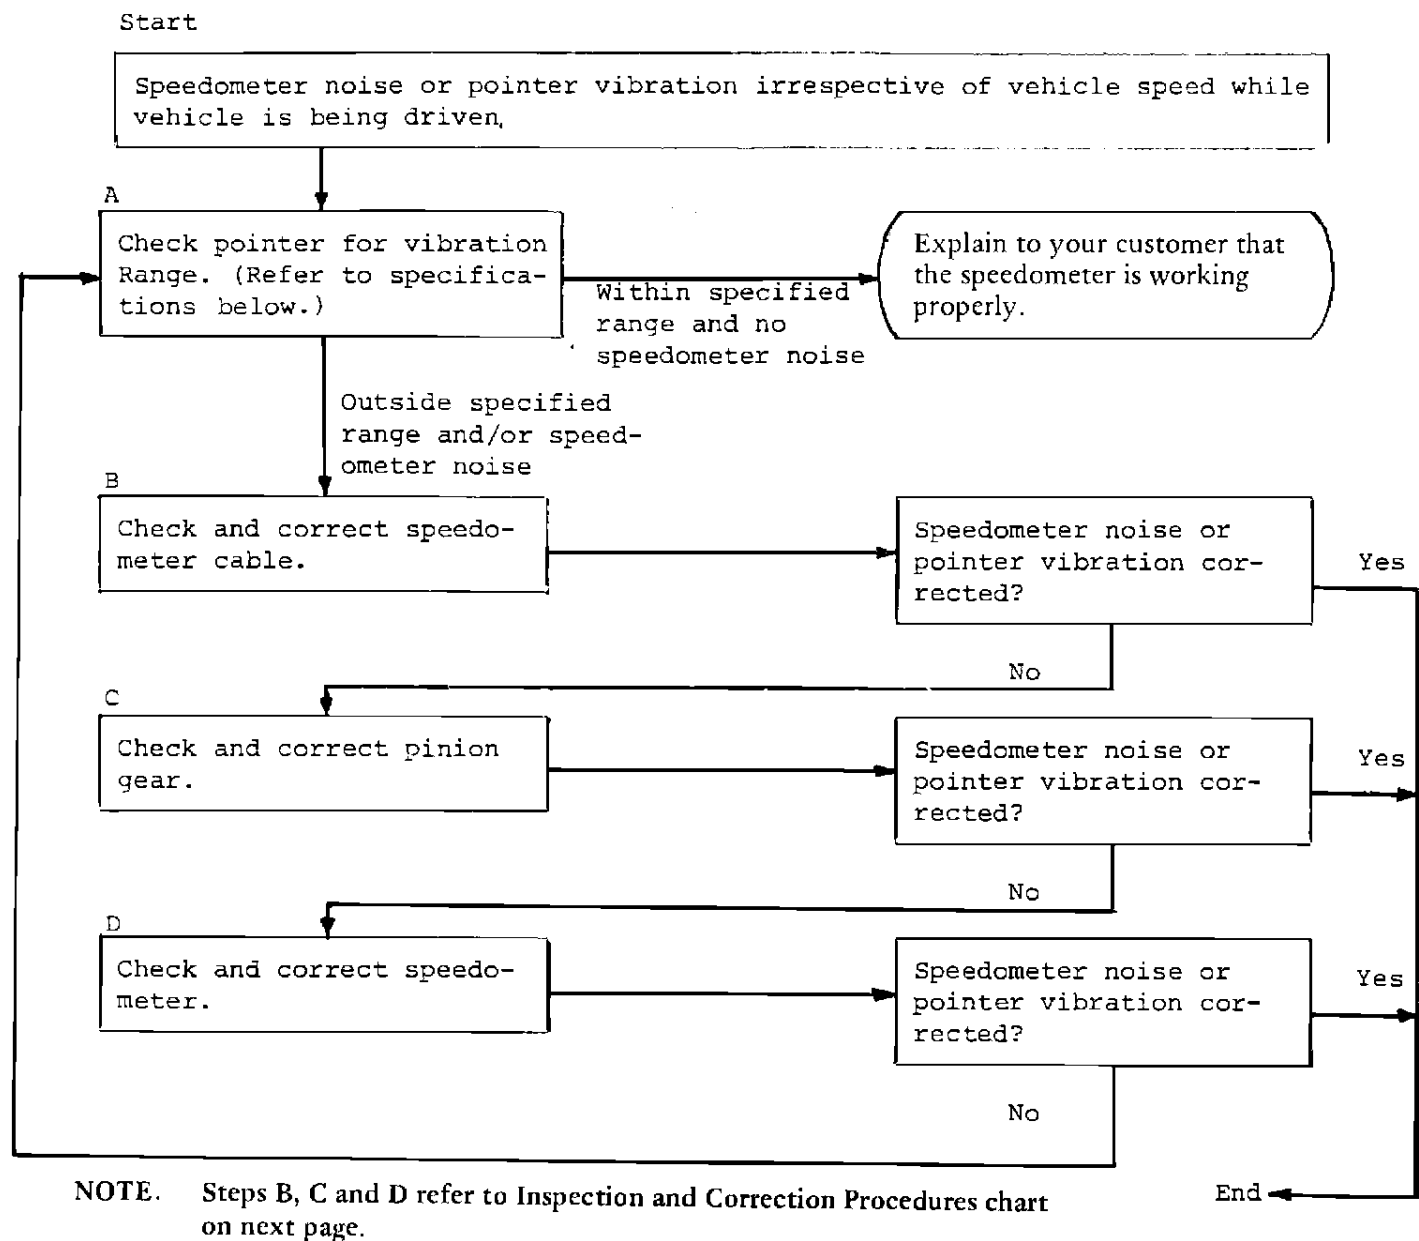 Start
Speedometer noise or pointer vibration irrespective of vehicle speed while
vehicle is being driven.
A
Check pointer for vibration
Range. (Refer to specifica-
tions below.)
Within specified
range and no
speedometer noise
Explain to your customer that
the speedometer is working
properly.
Outside specified
range and/or speed-
ometer noise
B
Check and correct speedo-
meter cable.
Speedometer noise or
pointer vibration cor-
rected?
Yes
No
C
Check and correct pinion
gear.
Speedometer noise or
pointer vibration cor-
rected?
Yes
No
D
Check and correct speedo-
meter.
Speedometer noise or
pointer vibration cor-
rected?
Yes
No
NOTE. Steps B, C and D refer to Inspection and Correction Procedures chart
on next page.
End